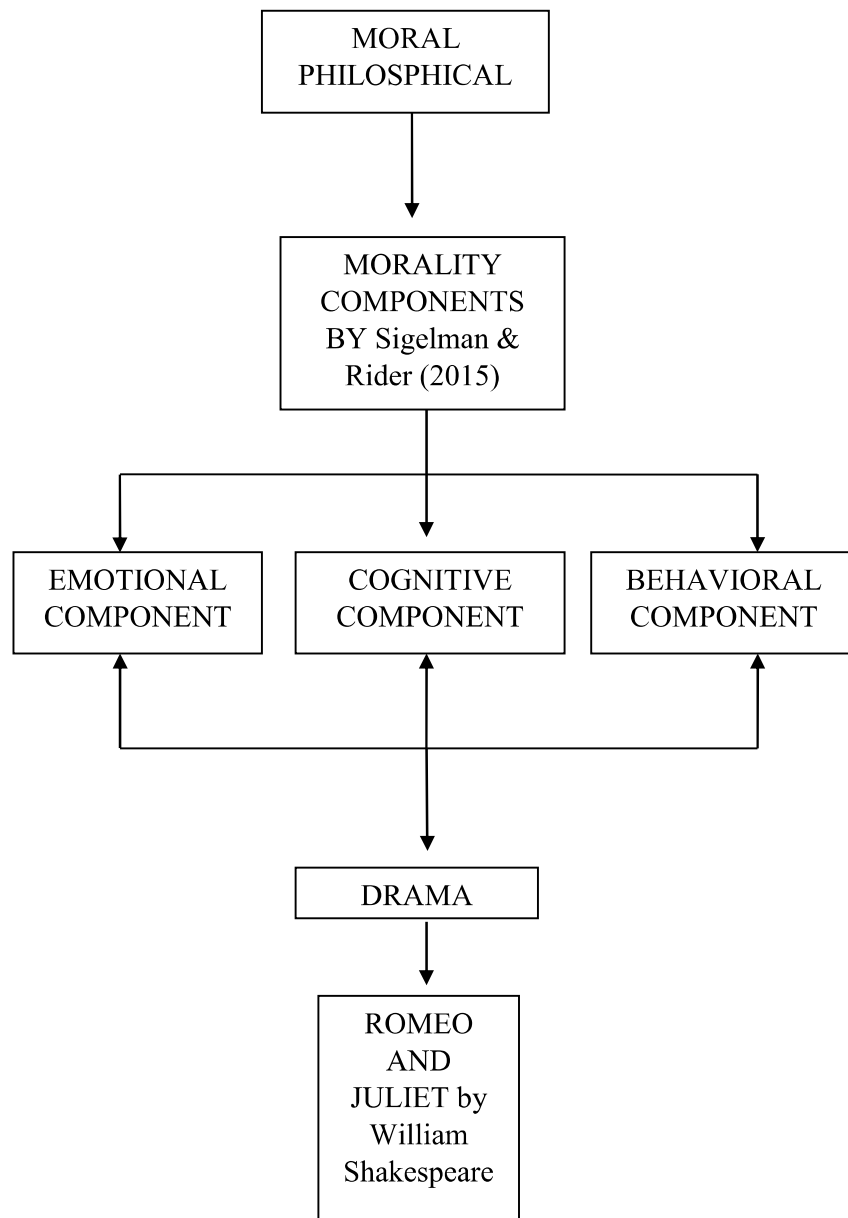 MORAL
PHILOSPHICAL
MORALITY
COMPONENTS
BY Sigelman &
Rider (2015)
EMOTIONAL
COMPONENT
COGNITIVE
COMPONENT
BEHAVIORAL
COMPONENT
DRAMA
ROMEO
AND
JULIET by
William
Shakespeare